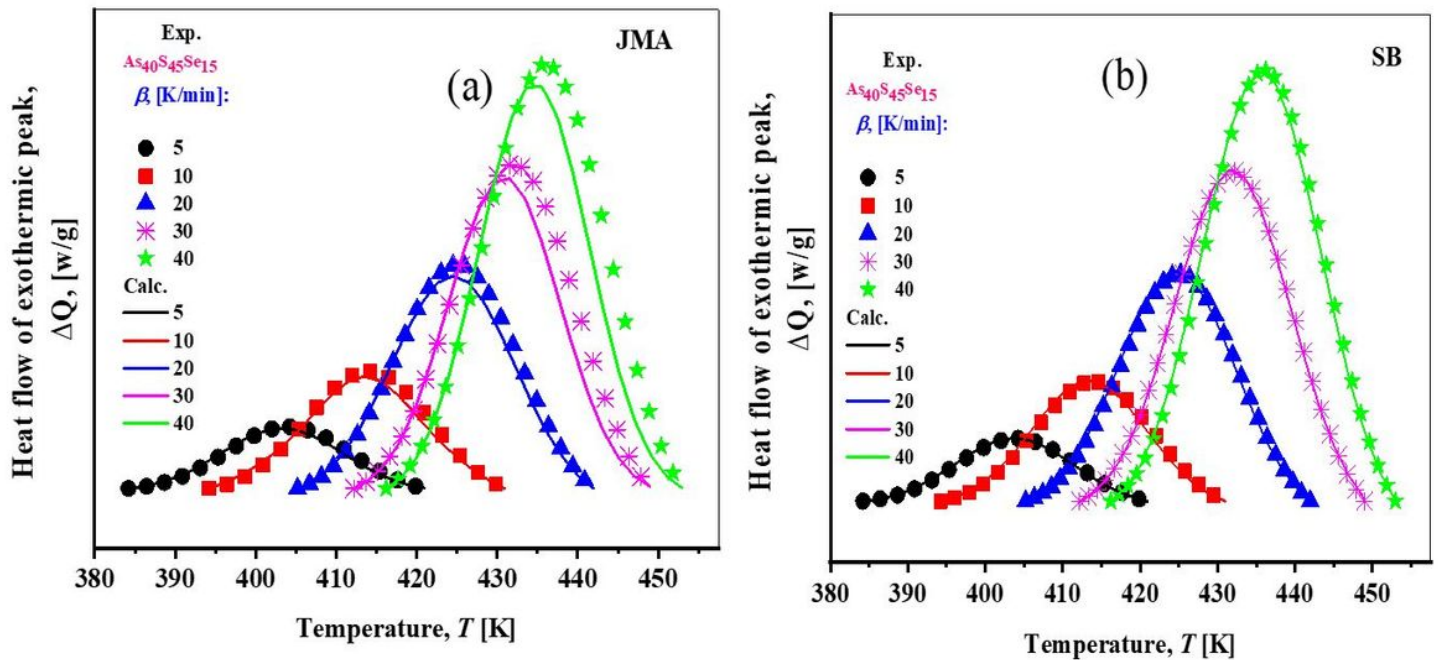 Heat flow of exothermic peak,
ΔQ, [w/g]
Exp.
As40S45Se15
β, [K/min]:
5
10
20
30
40
Calc.
5
10
20
30
40
(a)
JMA
380 390 400 410 420 430 440 450
Temperature, T [K]
Heat flow of exothermic peak,
ΔQ, [w/g]
Exp.
As40S45Se15
β, [K/min]:
5
10
20
30
40
Calc.
5
10
20
30
40
(b)
SB
380 390 400 410 420 430 440 450
Temperature, T [K]